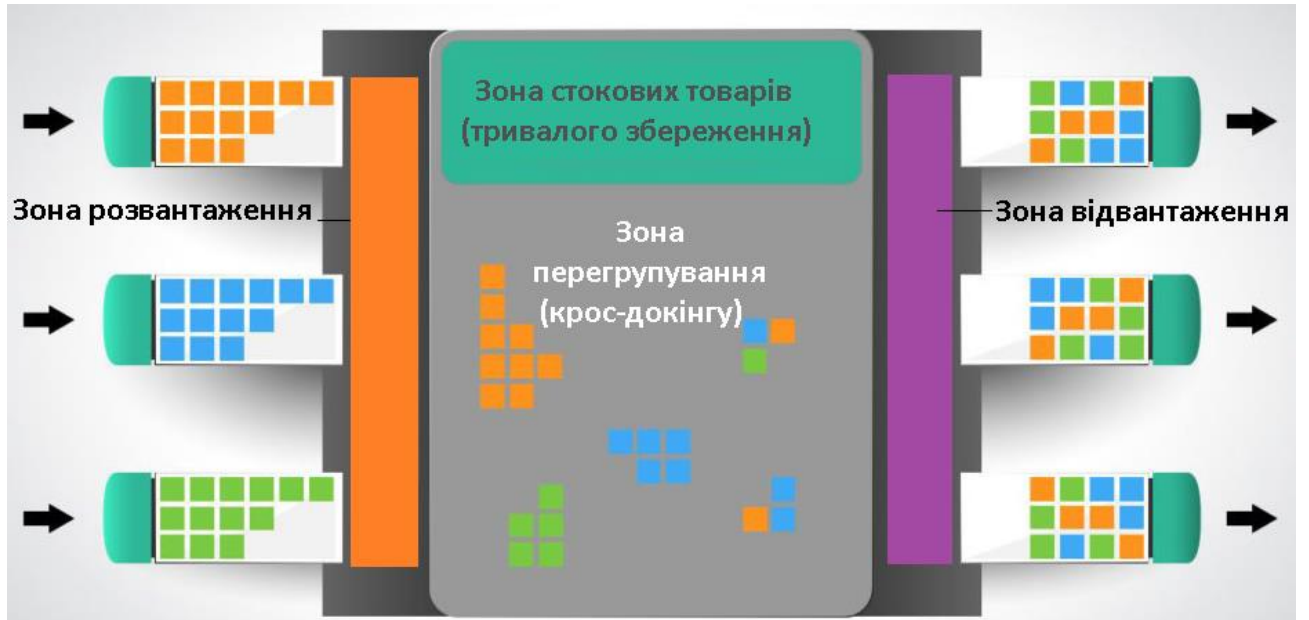 Зона стокових товарів
(тривалого збереження)
Зона розвантаження
Зона відвантаження
Зона
перегрупування
(крос-докінгу)